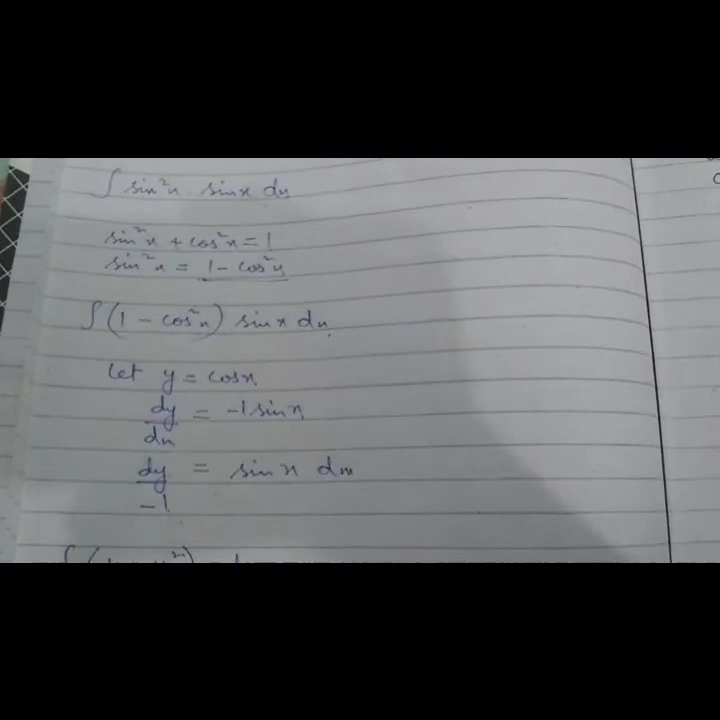 ∫ sin²x . sinx dx
sin²x + cos²x = 1
sin²x = 1 - cos²x
∫ (1 - cos²x) sinx dx
Let y = cosx
dy/dx = -1 sinx
dy/-1 = sinx dx